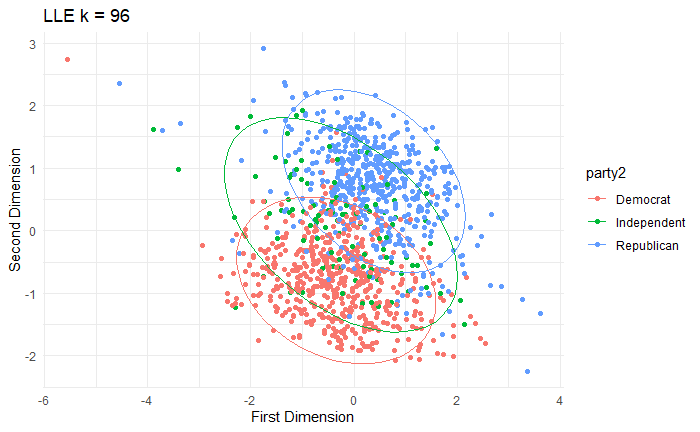 LLE k = 96
3
2
1
0
-1
-2
Second Dimension
-6
-4
-2
0
2
4
First Dimension
party2
Democrat
Independent
Republican